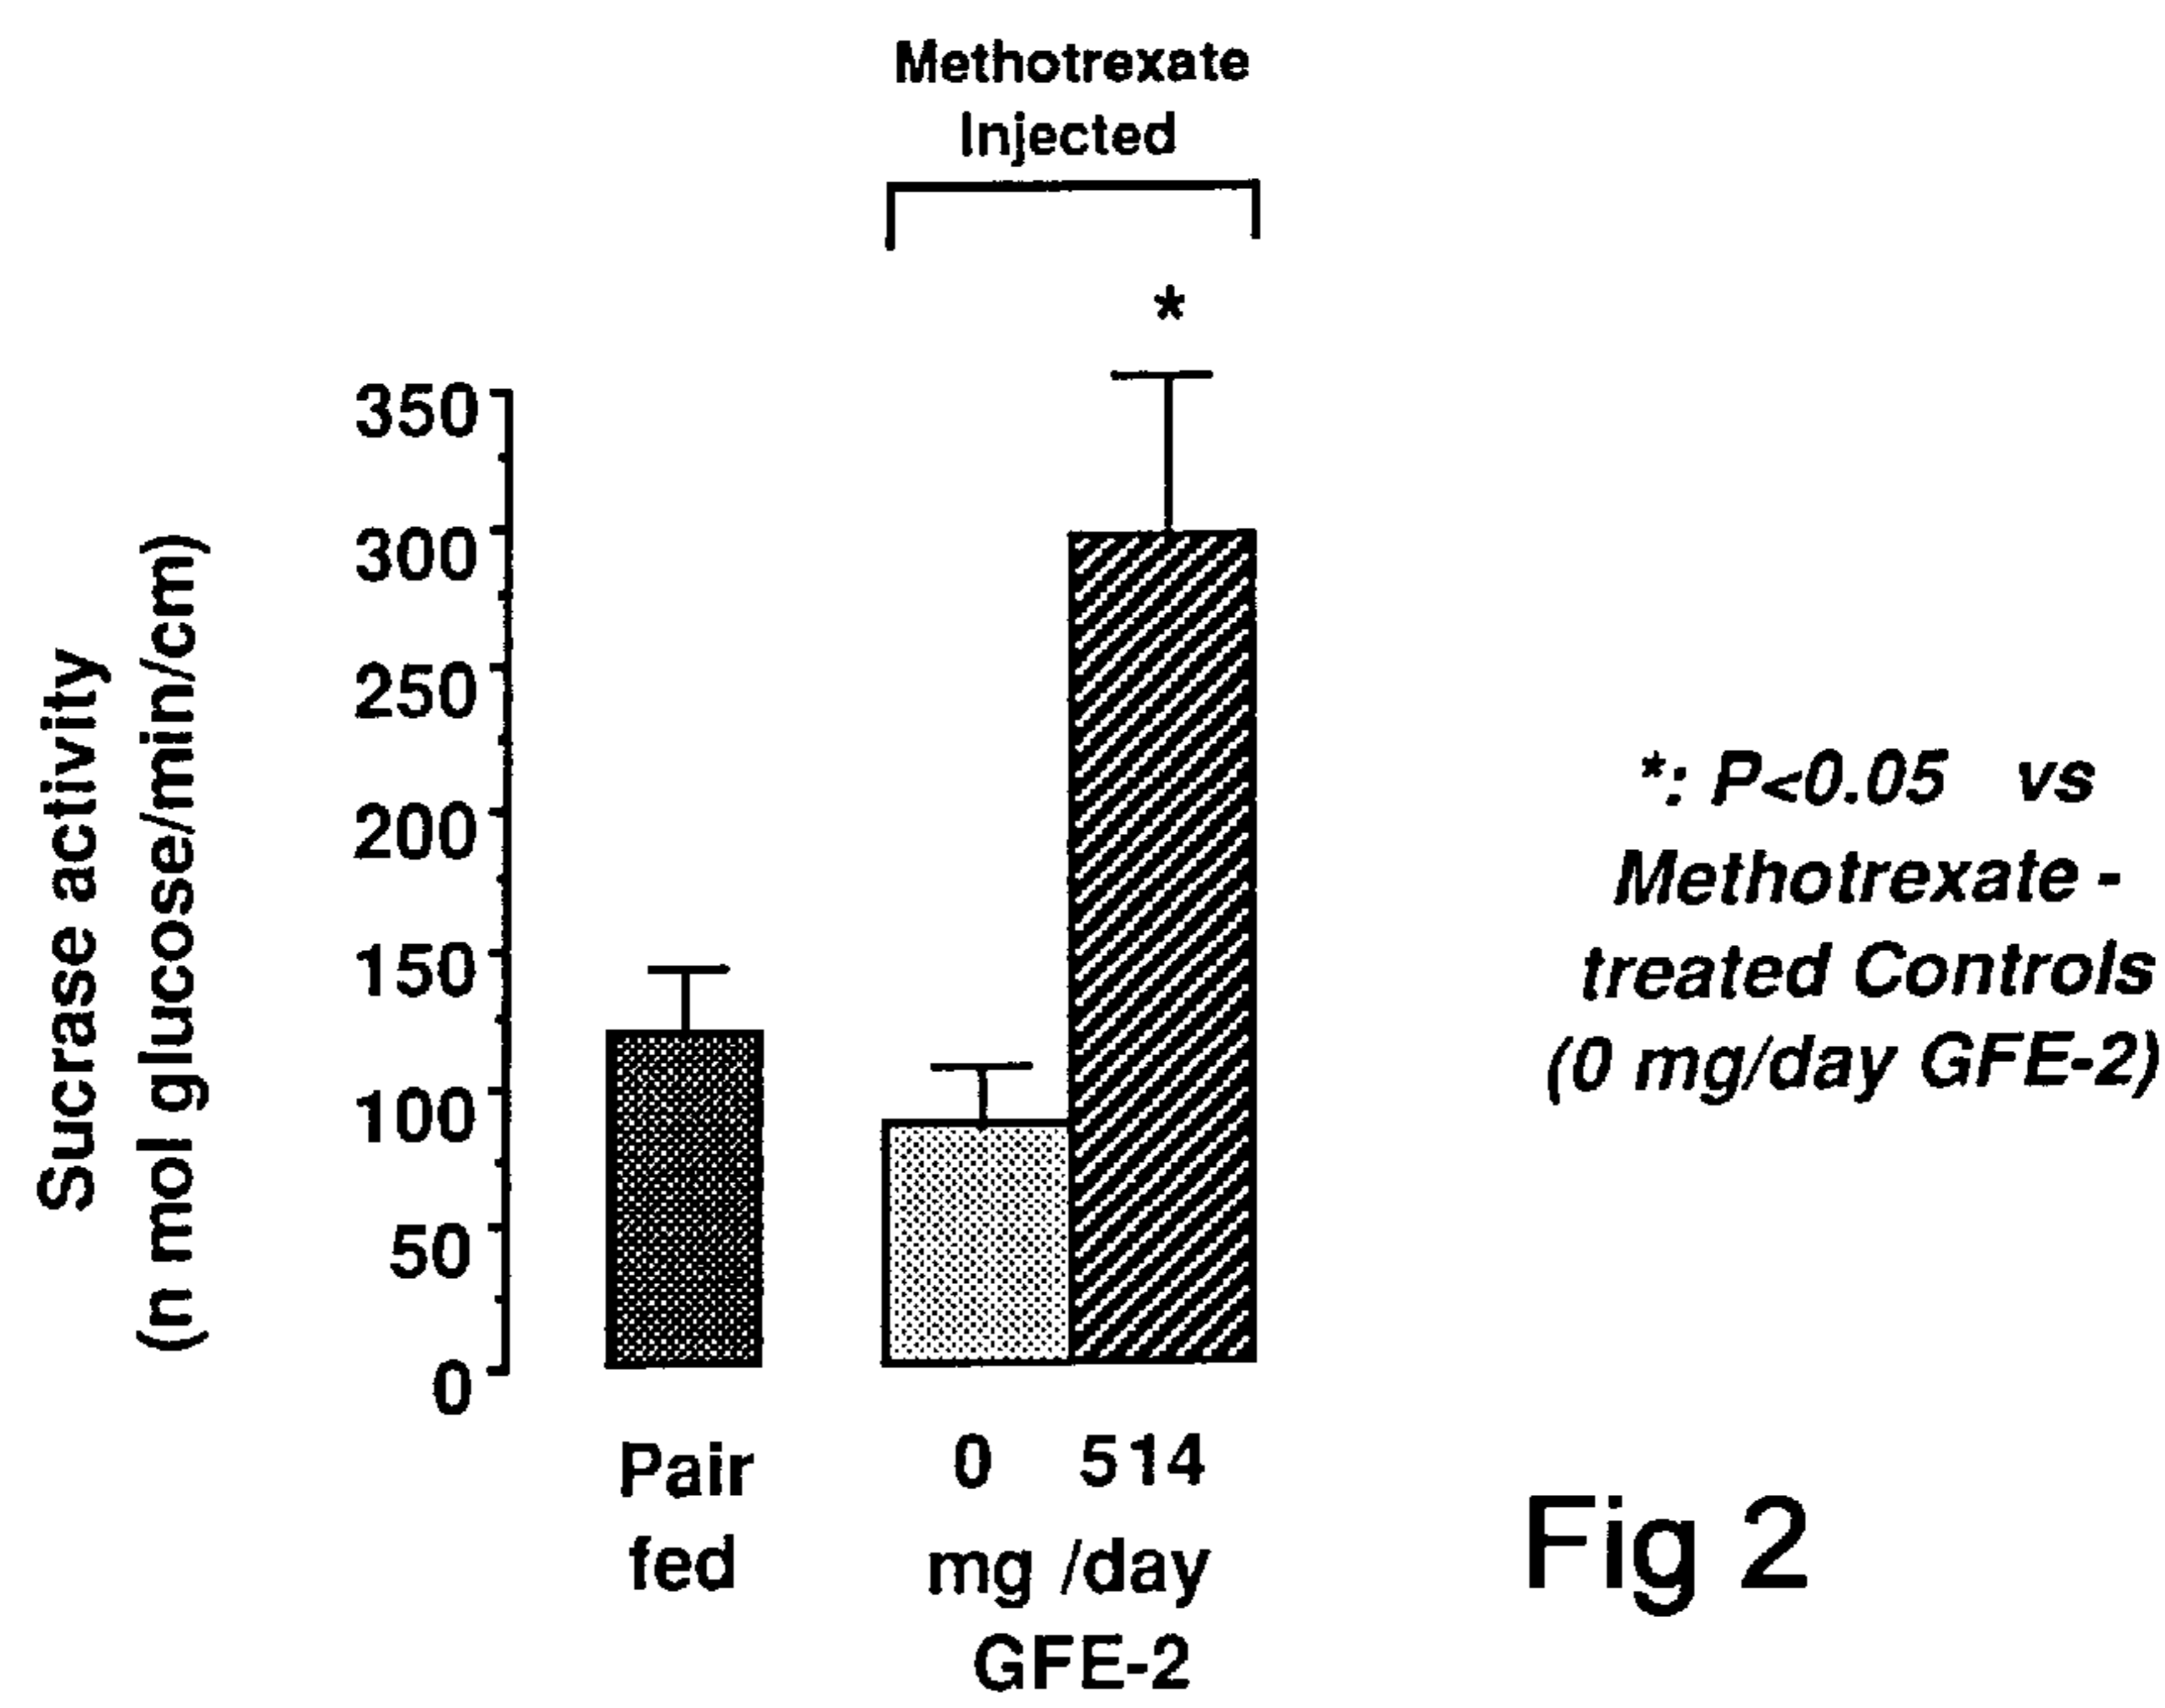 Methotrexate
Injected
*
350
300
250
200
150
100
50
0
Sucrase activity
(n mol glucose/min/cm)
Pair
fed
0 514
mg /day
GFE-2
*: P<0.05 vs
Methotrexate -
treated Controls
(0 mg/day GFE-2)
Fig 2